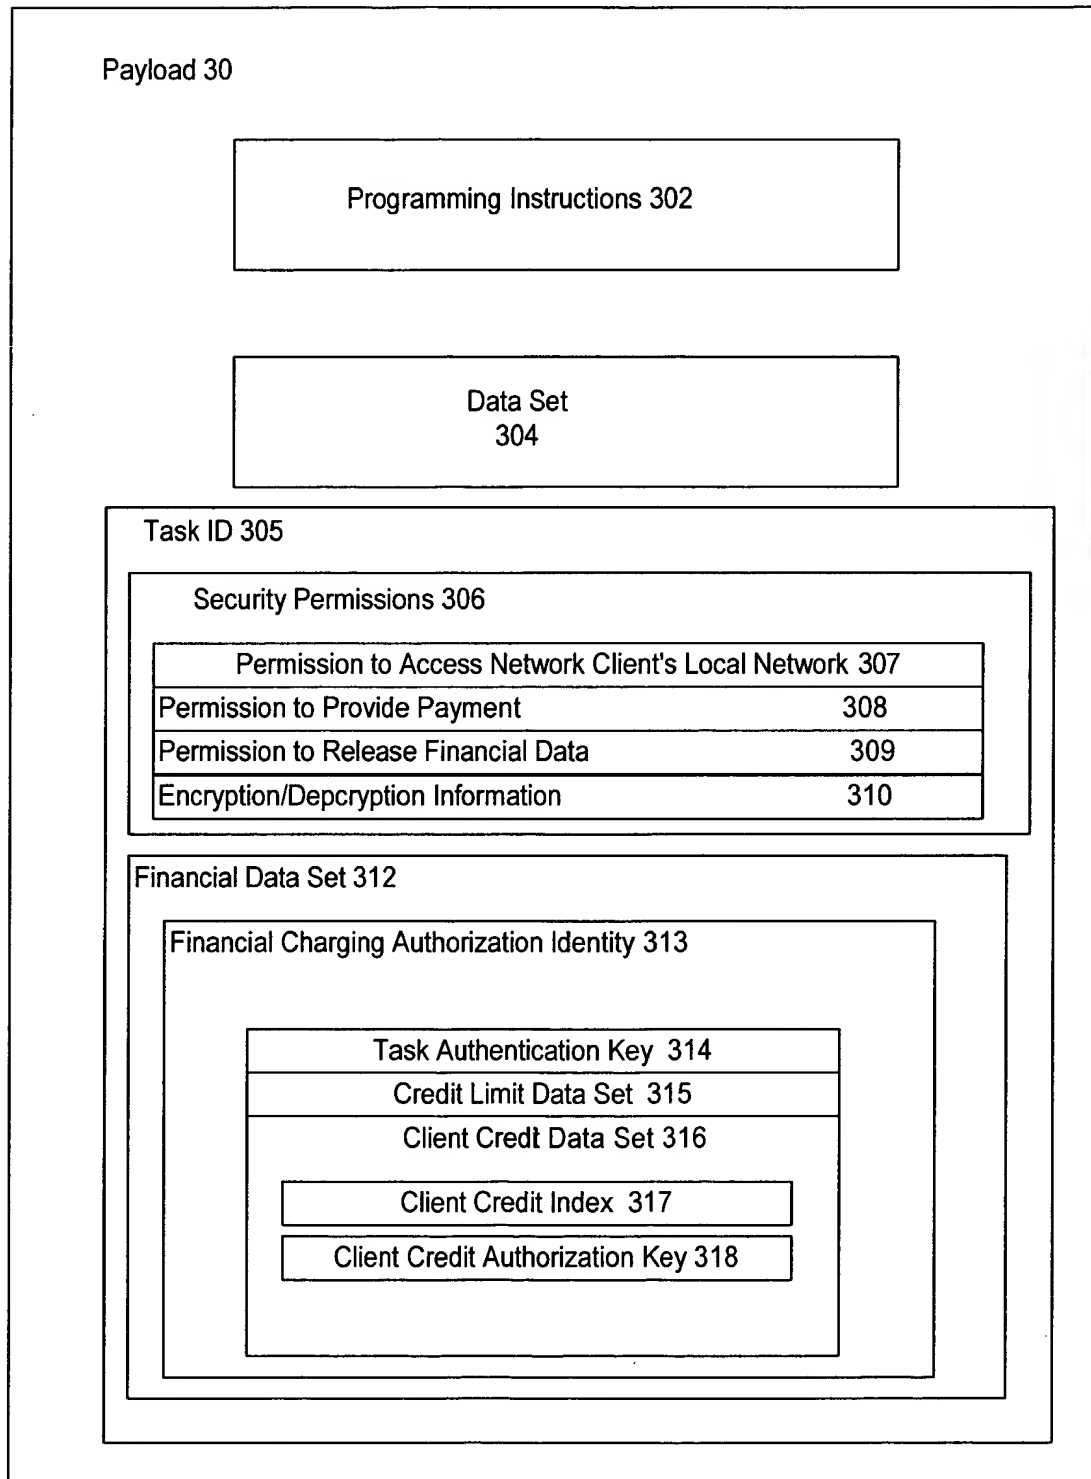 Payload 30
Programming Instructions 302
Data Set
304
Task ID 305
Security Permissions 306
Permission to Access Network Client's Local Network 307
Permission to Provide Payment 308
Permission to Release Financial Data 309
Encryption/Depcryption Information 310
Financial Data Set 312
Financial Charging Authorization Identity 313
Task Authentication Key 314
Credit Limit Data Set 315
Client Credit Data Set 316
Client Credit Index 317
Client Credit Authorization Key 318